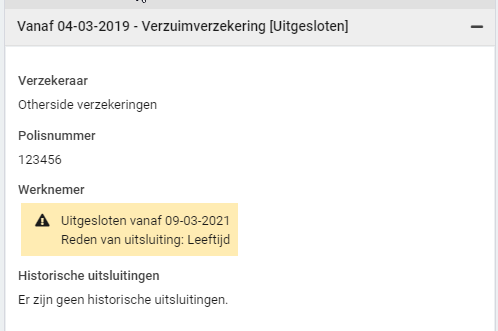 Vanaf 04-03-2019 - Verzuimverzekering [Uitgesloten]
Verzekeraar
Otherside verzekeringen
Polisnummer
123456
Werknemer
Uitgesloten vanaf 09-03-2021
Reden van uitsluiting: Leeftijd
Historische uitsluitingen
Er zijn geen historische uitsluitingen.